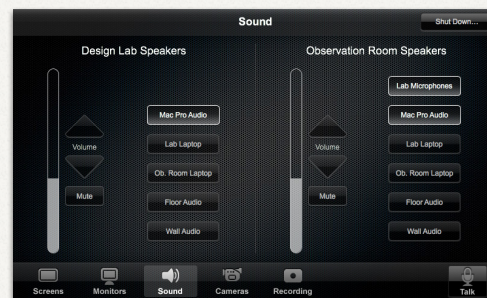 Sound
Shut Down...
Design Lab Speakers
Volume
Mute
Mac Pro Audio
Lab Laptop
Ob. Room Laptop
Floor Audio
Wall Audio
Observation Room Speakers
Volume
Mute
Lab Microphones
Mac Pro Audio
Lab Laptop
Ob. Room Laptop
Floor Audio
Wall Audio
Screens
Monitors
Sound
Cameras
Recording
Talk